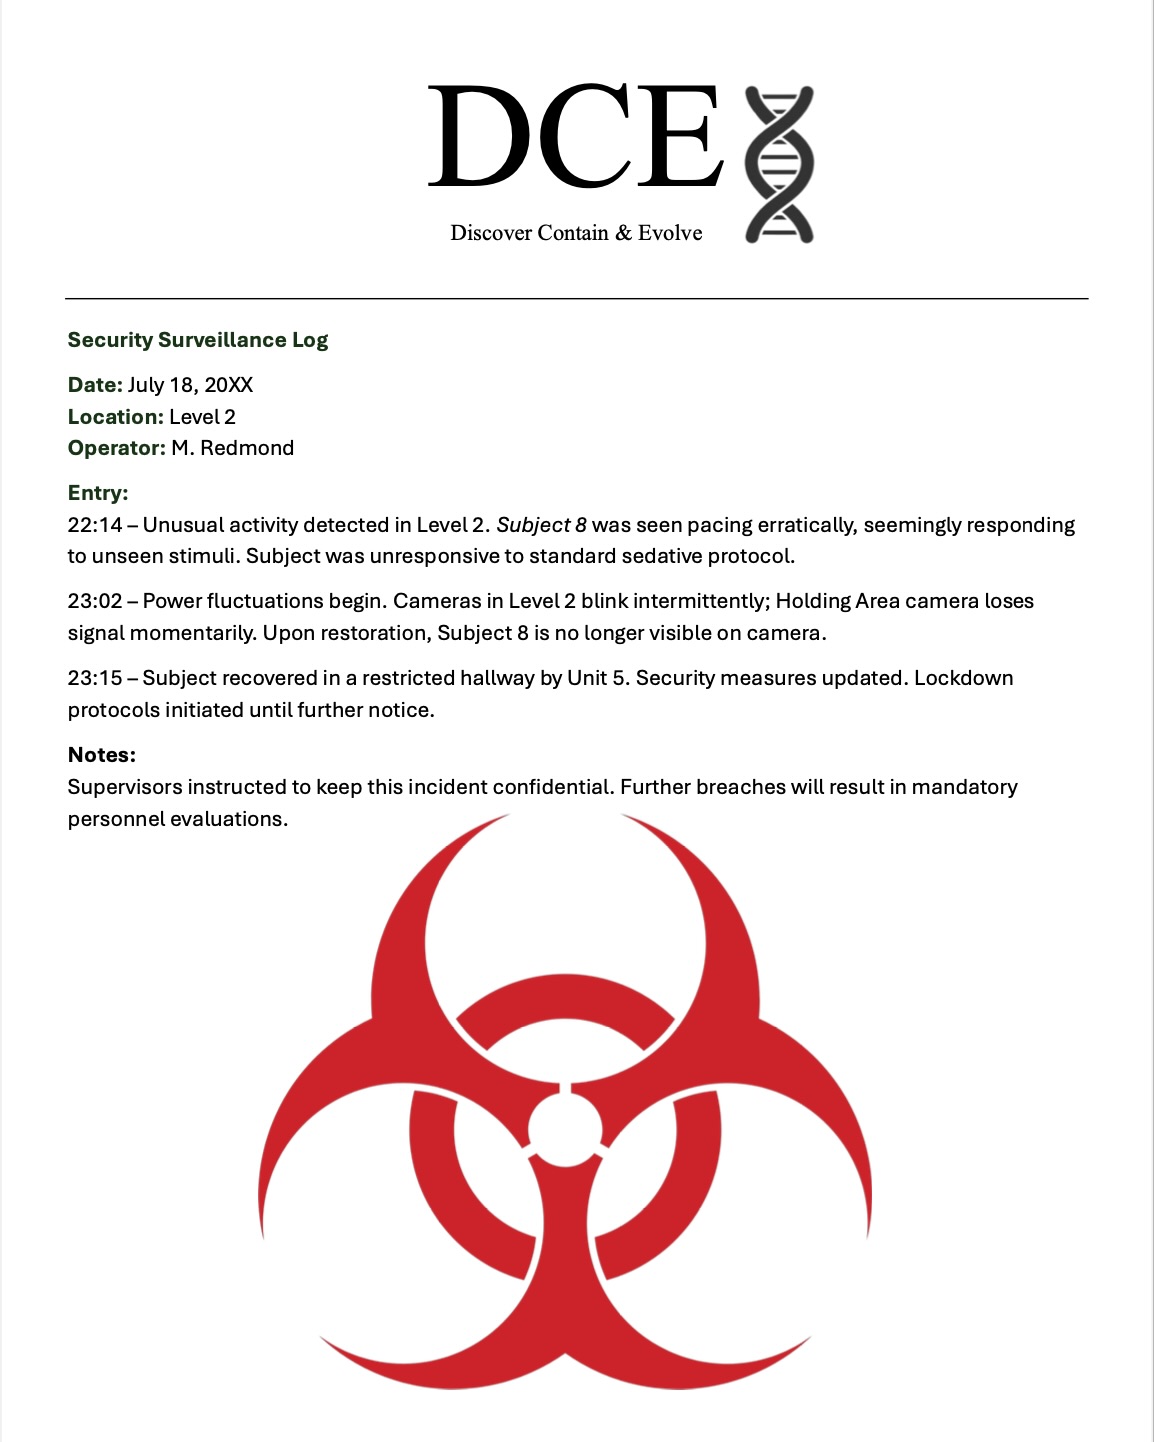 DCE
Discover Contain & Evolve
Security Surveillance Log
Date: July 18, 20XX
Location: Level 2
Operator: M. Redmond
Entry:
22:14 – Unusual activity detected in Level 2. Subject 8 was seen pacing erratically, seemingly responding
to unseen stimuli. Subject was unresponsive to standard sedative protocol.
23:02 – Power fluctuations begin. Cameras in Level 2 blink intermittently; Holding Area camera loses
signal momentarily. Upon restoration, Subject 8 is no longer visible on camera.
23:15 – Subject recovered in a restricted hallway by Unit 5. Security measures updated. Lockdown
protocols initiated until further notice.
Notes:
Supervisors instructed to keep this incident confidential. Further breaches will result in mandatory
personnel evaluations.